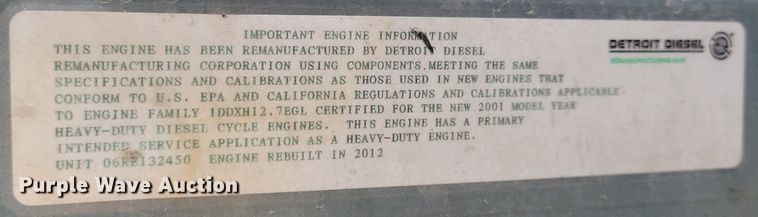 IMPORTANT ENGINE INFORMATION
THIS ENGINE HAS BEEN REMANUFACTURED BY DETROIT DIESEL
REMANUFACTURING CORPORATION USING COMPONENTS MEETING THE SAME
SPECIFICATIONS AND CALIBRATIONS AS THOSE USED IN NEW ENGINES THAT
CONFORM TO U.S. EPA AND CALIFORNIA REGULATIONS AND CALIBRATIONS APPLICABLE
TO ENGINE FAMILY 1DDXH12.7EGL CERTIFIED FOR THE NEW 2001 MODEL YEAR
HEAVY-DUTY DIESEL CYCLE ENGINES. THIS ENGINE HAS A PRIMARY
INTENDED SERVICE APPLICATION AS A HEAVY-DUTY ENGINE.
UNIT 06RE132450 ENGINE REBUILT IN 2012
DETROIT DIESEL
Purple Wave Auction